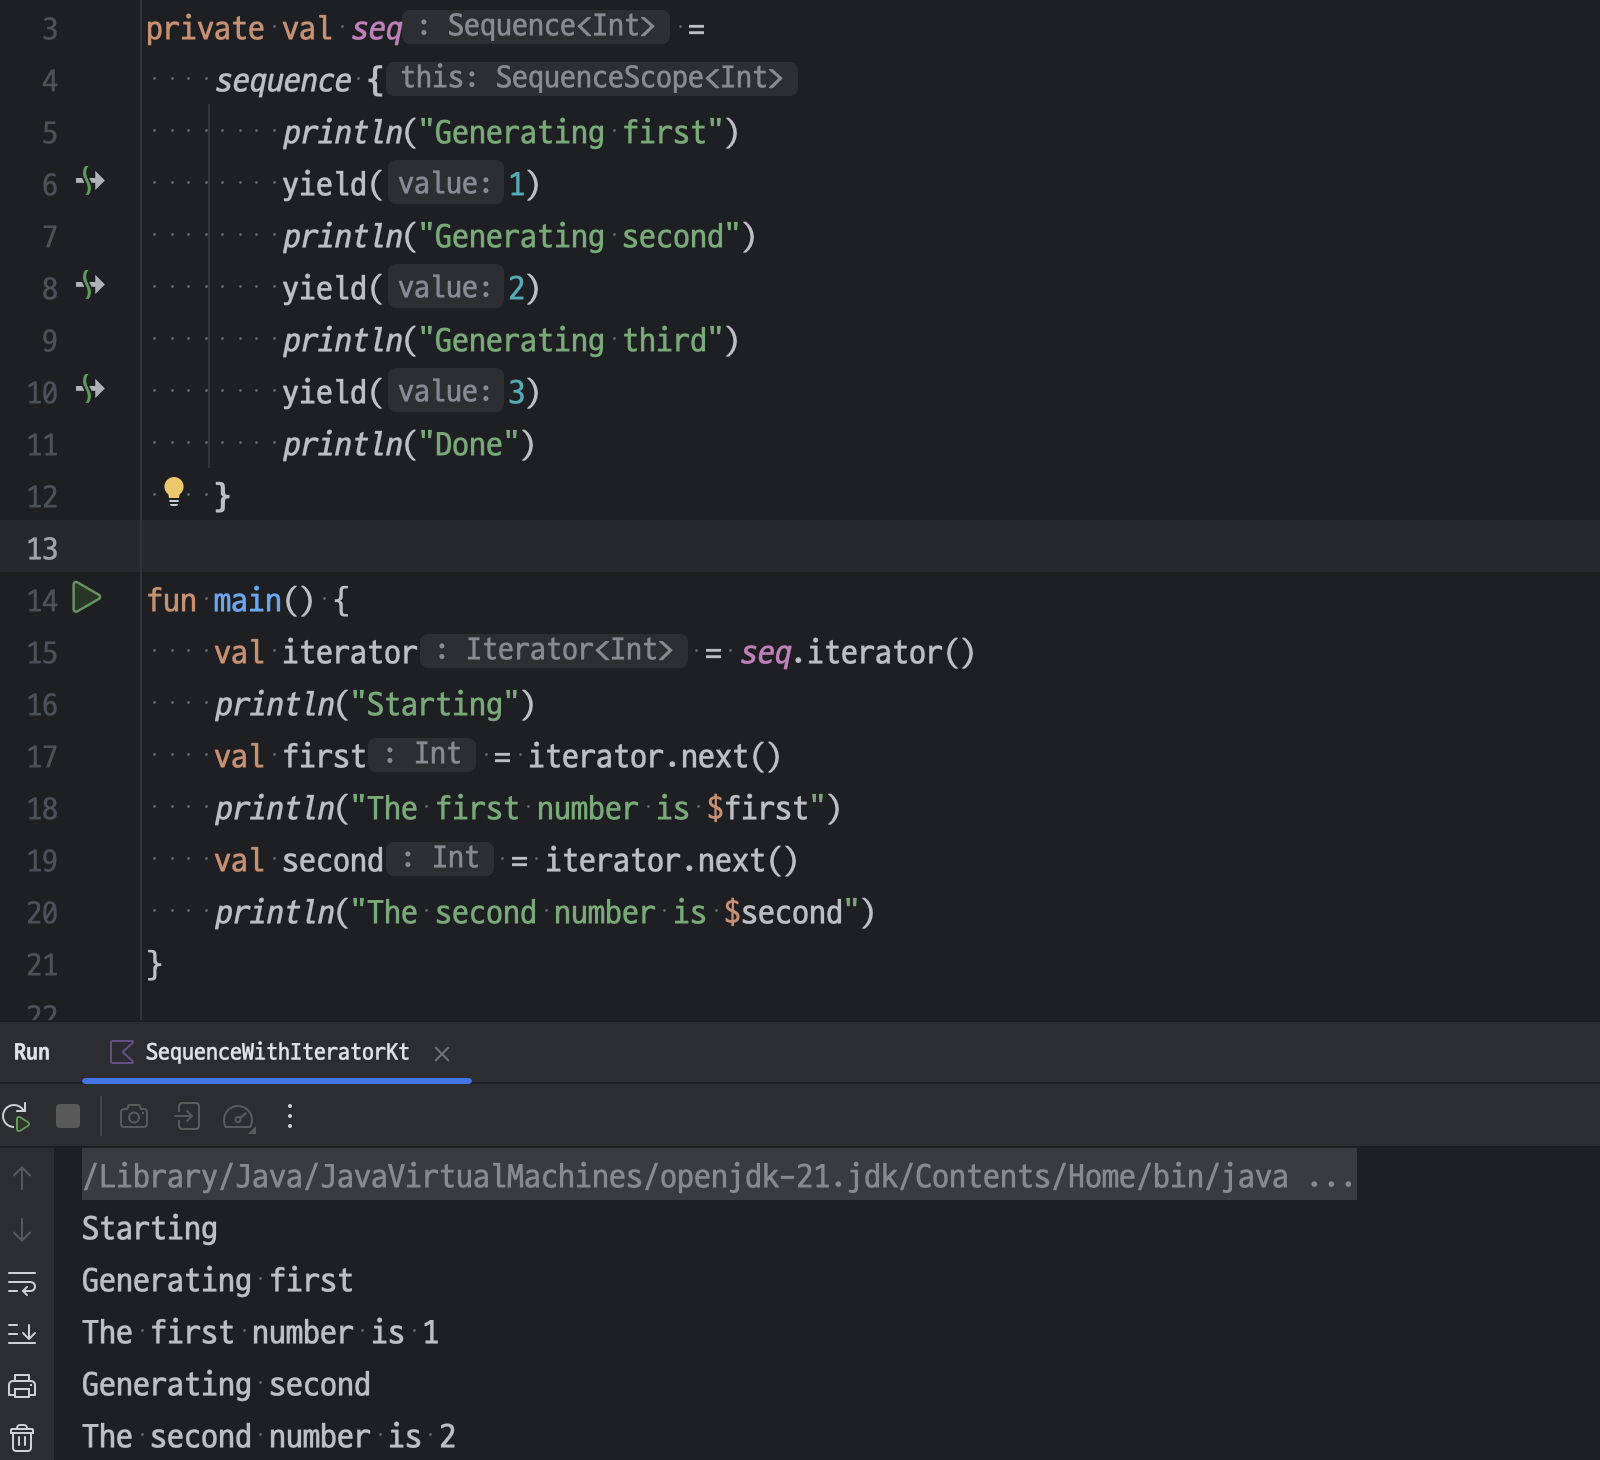 3 private val seq : Sequence<Int> =
4 sequence { this: SequenceScope<Int>
5 println("Generating first")
6 yield( value: 1)
7 println("Generating second")
8 yield( value: 2)
9 println("Generating third")
10 yield( value: 3)
11 println("Done")
12 }
13
14 fun main() {
15 val iterator : Iterator<Int> = seq.iterator()
16 println("Starting")
17 val first : Int = iterator.next()
18 println("The first number is $first")
19 val second : Int = iterator.next()
20 println("The second number is $second")
21 }
22
Run SequenceWithIteratorKt
/Library/Java/JavaVirtualMachines/openjdk-21.jdk/Contents/Home/bin/java ...
Starting
Generating first
The first number is 1
Generating second
The second number is 2